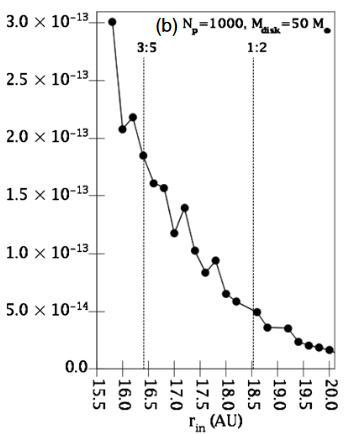 (b) Nₚ=1000, M_disk=50 M●
3:5 1:2
3.0 × 10⁻¹³
2.5 × 10⁻¹³
2.0 × 10⁻¹³
1.5 × 10⁻¹³
1.0 × 10⁻¹³
5.0 × 10⁻¹⁴
0.0
15.5 16.0 16.5 17.0 17.5 18.0 18.5 19.0 19.5 20.0
r_in (AU)